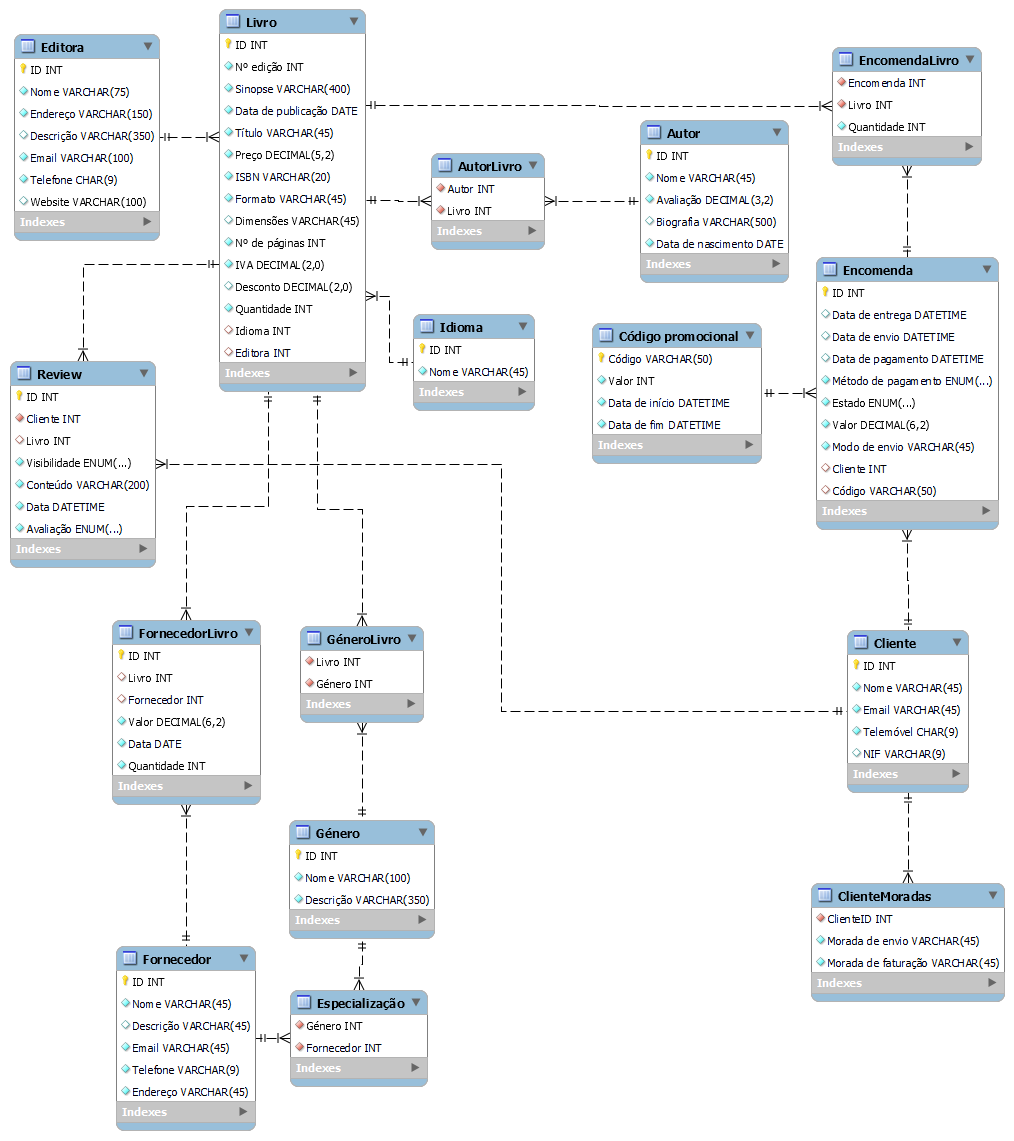 Editora
ID INT
Nome VARCHAR(75)
Endereço VARCHAR(150)
Descrição VARCHAR(350)
Email VARCHAR(100)
Telefone CHAR(9)
Website VARCHAR(100)
Indexes
Livro
ID INT
Nº edição INT
Sinopse VARCHAR(400)
Data de publicação DATE
Título VARCHAR(45)
Preço DECIMAL(5,2)
ISBN VARCHAR(20)
Formato VARCHAR(45)
Dimensões VARCHAR(45)
Nº de páginas INT
IVA DECIMAL(2,0)
Desconto DECIMAL(2,0)
Quantidade INT
Idioma INT
Editora INT
Indexes
AutorLivro
Autor INT
Livro INT
Indexes
Autor
ID INT
Nome VARCHAR(45)
Avaliação DECIMAL(3,2)
Biografia VARCHAR(500)
Data de nascimento DATE
Indexes
EncomendaLivro
Encomenda INT
Livro INT
Quantidade INT
Indexes
Review
ID INT
Cliente INT
Livro INT
Visibilidade ENUM(...)
Conteúdo VARCHAR(200)
Data DATETIME
Avaliação ENUM(...)
Indexes
Idioma
ID INT
Nome VARCHAR(45)
Indexes
Código promocional
Código VARCHAR(50)
Valor INT
Data de início DATETIME
Data de fim DATETIME
Indexes
Encomenda
ID INT
Data de entrega DATETIME
Data de envio DATETIME
Data de pagamento DATETIME
Método de pagamento ENUM(...)
Estado ENUM(...)
Valor DECIMAL(6,2)
Modo de envio VARCHAR(45)
Cliente INT
Código VARCHAR(50)
Indexes
FornecedorLivro
ID INT
Livro INT
Fornecedor INT
Valor DECIMAL(6,2)
Data DATE
Quantidade INT
Indexes
GéneroLivro
Livro INT
Género INT
Indexes
Cliente
ID INT
Nome VARCHAR(45)
Email VARCHAR(45)
Telemóvel CHAR(9)
NIF VARCHAR(9)
Indexes
Género
ID INT
Nome VARCHAR(100)
Descrição VARCHAR(350)
Indexes
ClienteMoradas
ClienteID INT
Morada de envio VARCHAR(45)
Morada de faturação VARCHAR(45)
Indexes
Fornecedor
ID INT
Nome VARCHAR(45)
Descrição VARCHAR(45)
Email VARCHAR(45)
Telefone VARCHAR(9)
Endereço VARCHAR(45)
Indexes
Especialização
Género INT
Fornecedor INT
Indexes